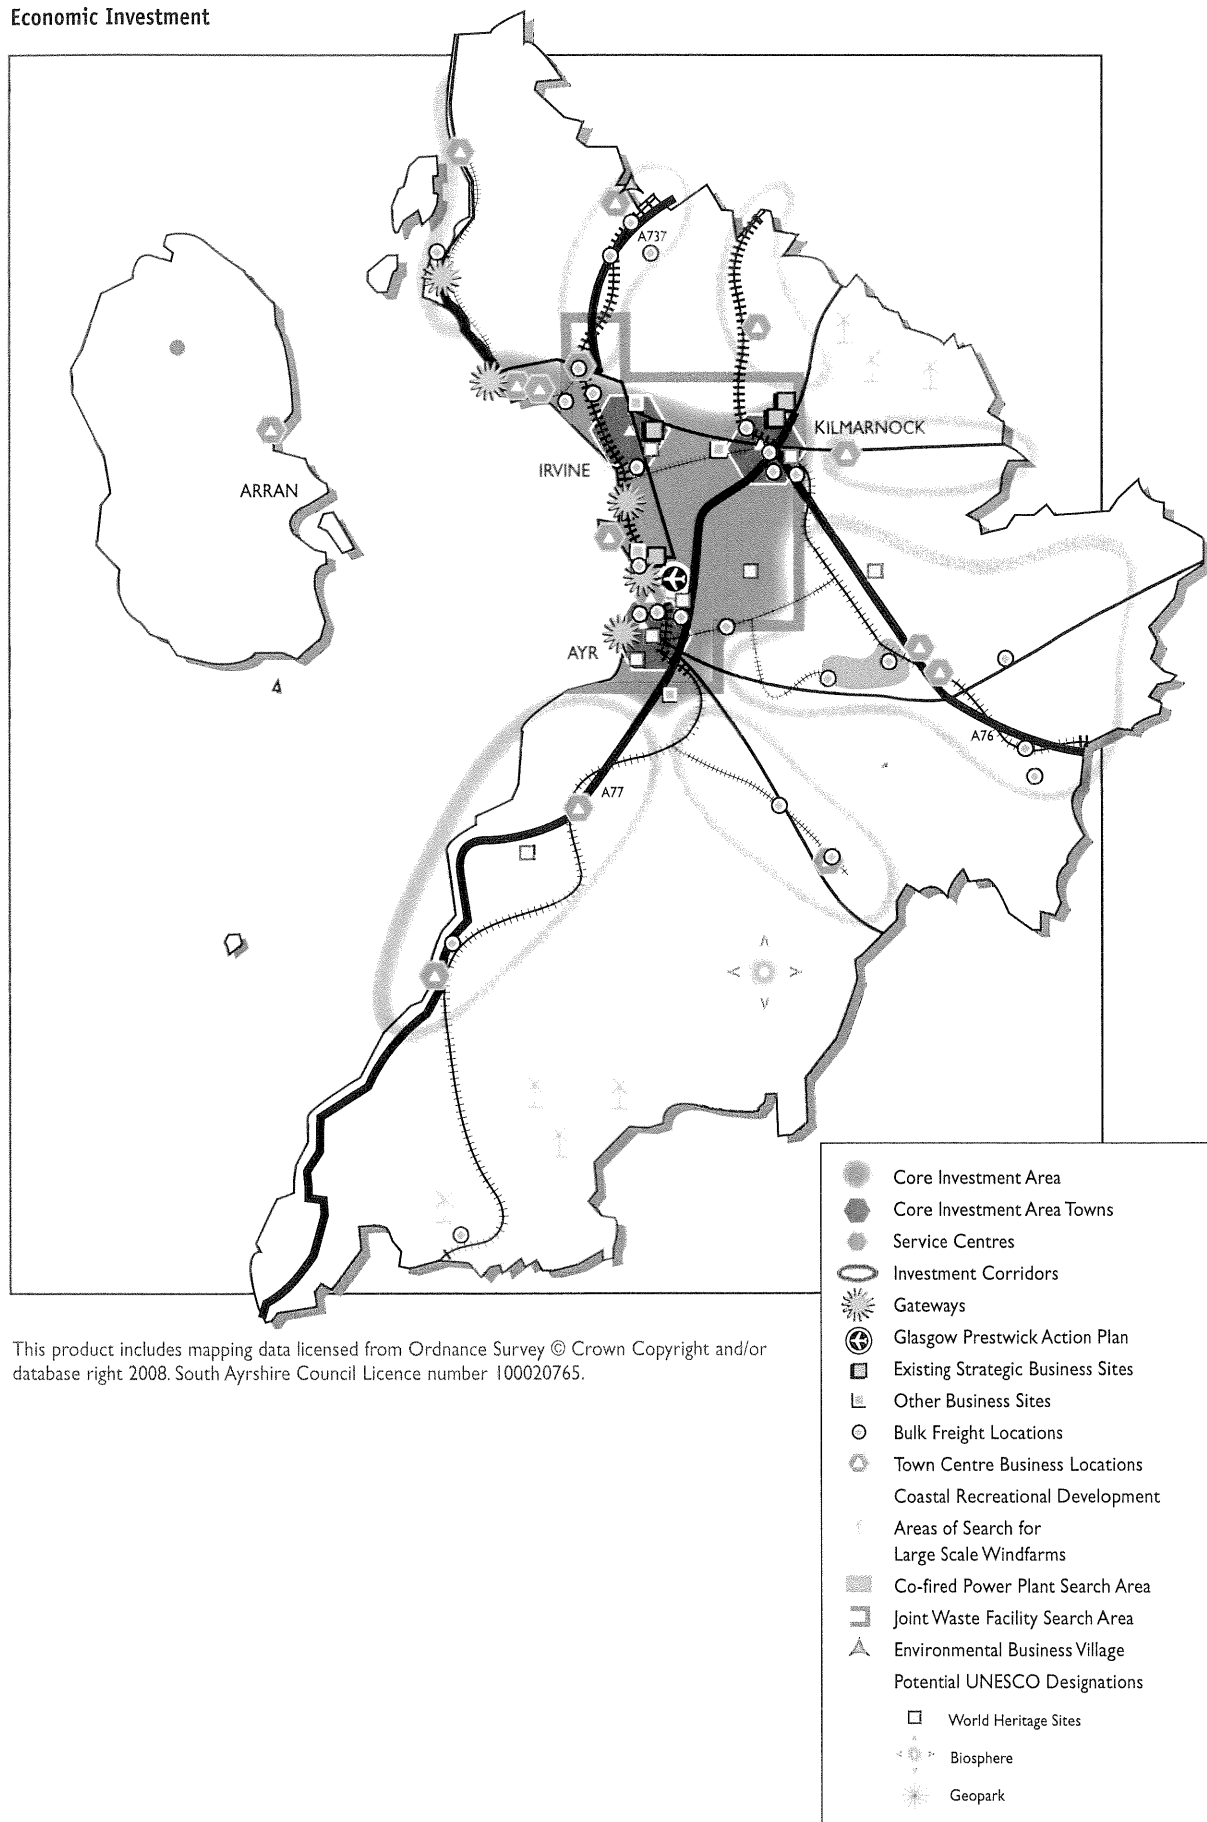 Economic Investment
A737
KILMARNOCK
IRVINE
ARRAN
AYR
A76
A77
Core Investment Area
Core Investment Area Towns
Service Centres
Investment Corridors
Gateways
Glasgow Prestwick Action Plan
Existing Strategic Business Sites
Other Business Sites
Bulk Freight Locations
Town Centre Business Locations
Coastal Recreational Development
Areas of Search for
Large Scale Windfarms
Co-fired Power Plant Search Area
Joint Waste Facility Search Area
Environmental Business Village
Potential UNESCO Designations
World Heritage Sites
Biosphere
Geopark
This product includes mapping data licensed from Ordnance Survey © Crown Copyright and/or
database right 2008. South Ayrshire Council Licence number 100020765.